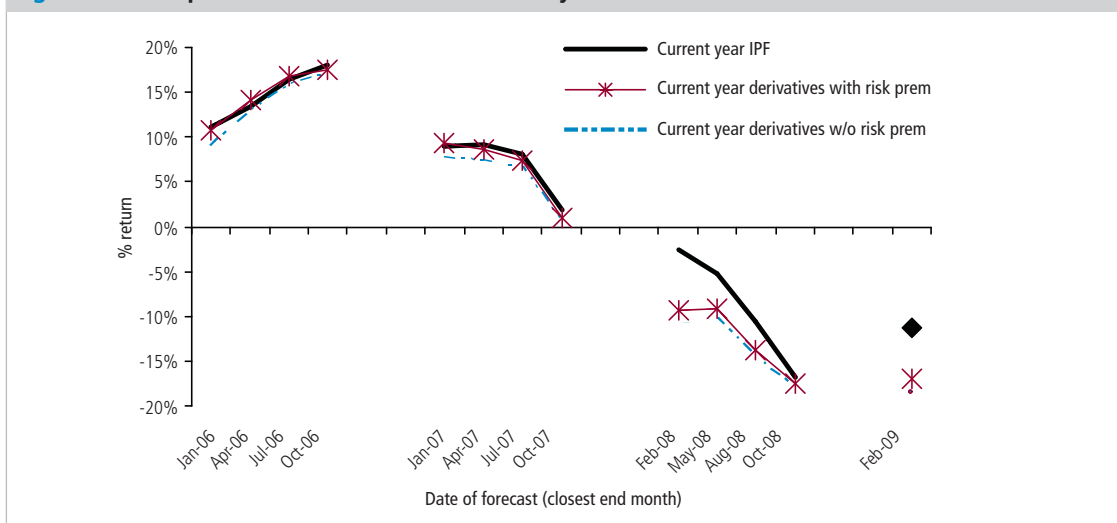 20%
15%
10%
5%
0%
-5%
-10%
-15%
-20%
% return
Current year IPF
Current year derivatives with risk prem
Current year derivatives w/o risk prem
Jan-06
Apr-06
Jul-06
Oct-06
Jan-07
Apr-07
Jul-07
Oct-07
Feb-08
May-08
Aug-08
Oct-08
Feb-09
Date of forecast (closest end month)